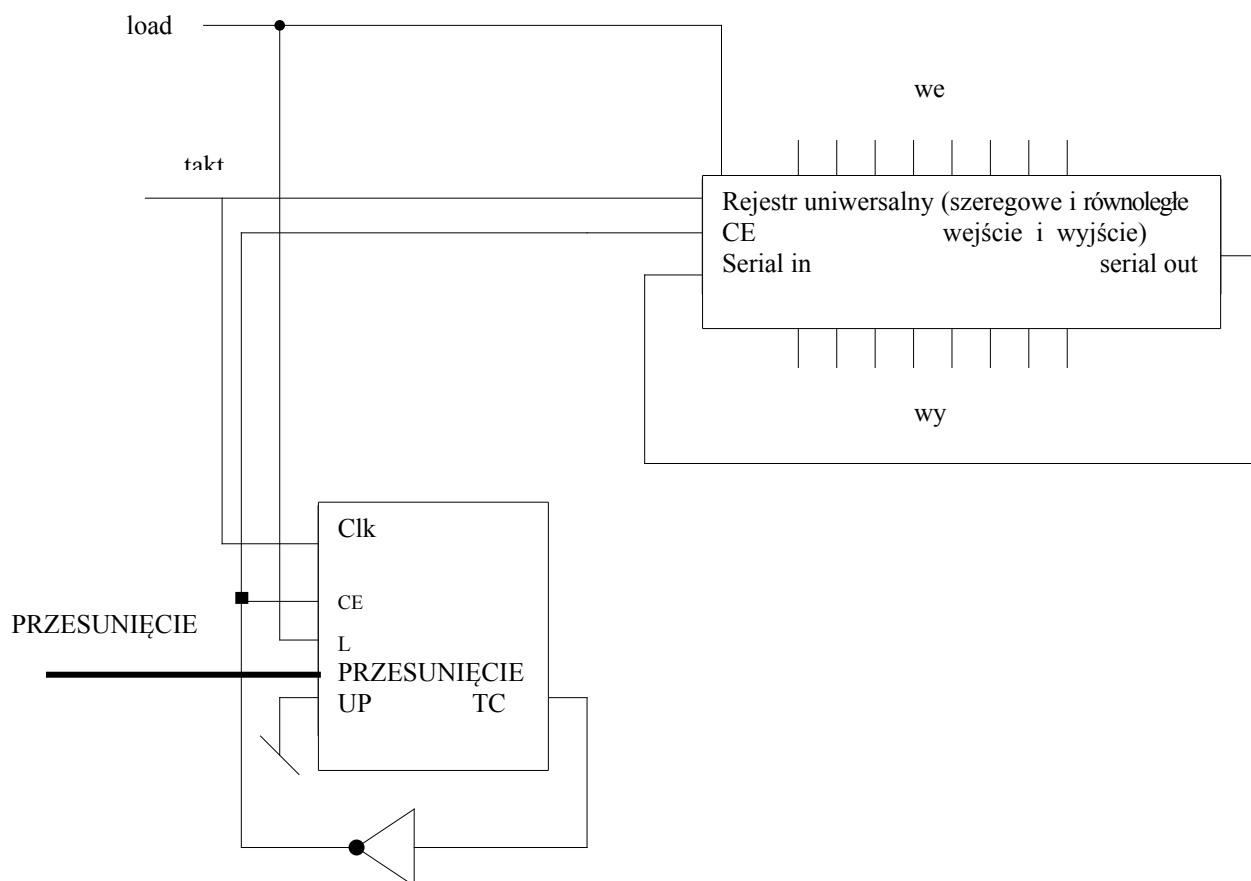 load
we
takt
Rejestr uniwersalny (szeregowe i równoległe
CE wejście i wyjście)
Serial in serial out
wy
Clk
CE
PRZESUNIĘCIE
L
PRZESUNIĘCIE
UP TC